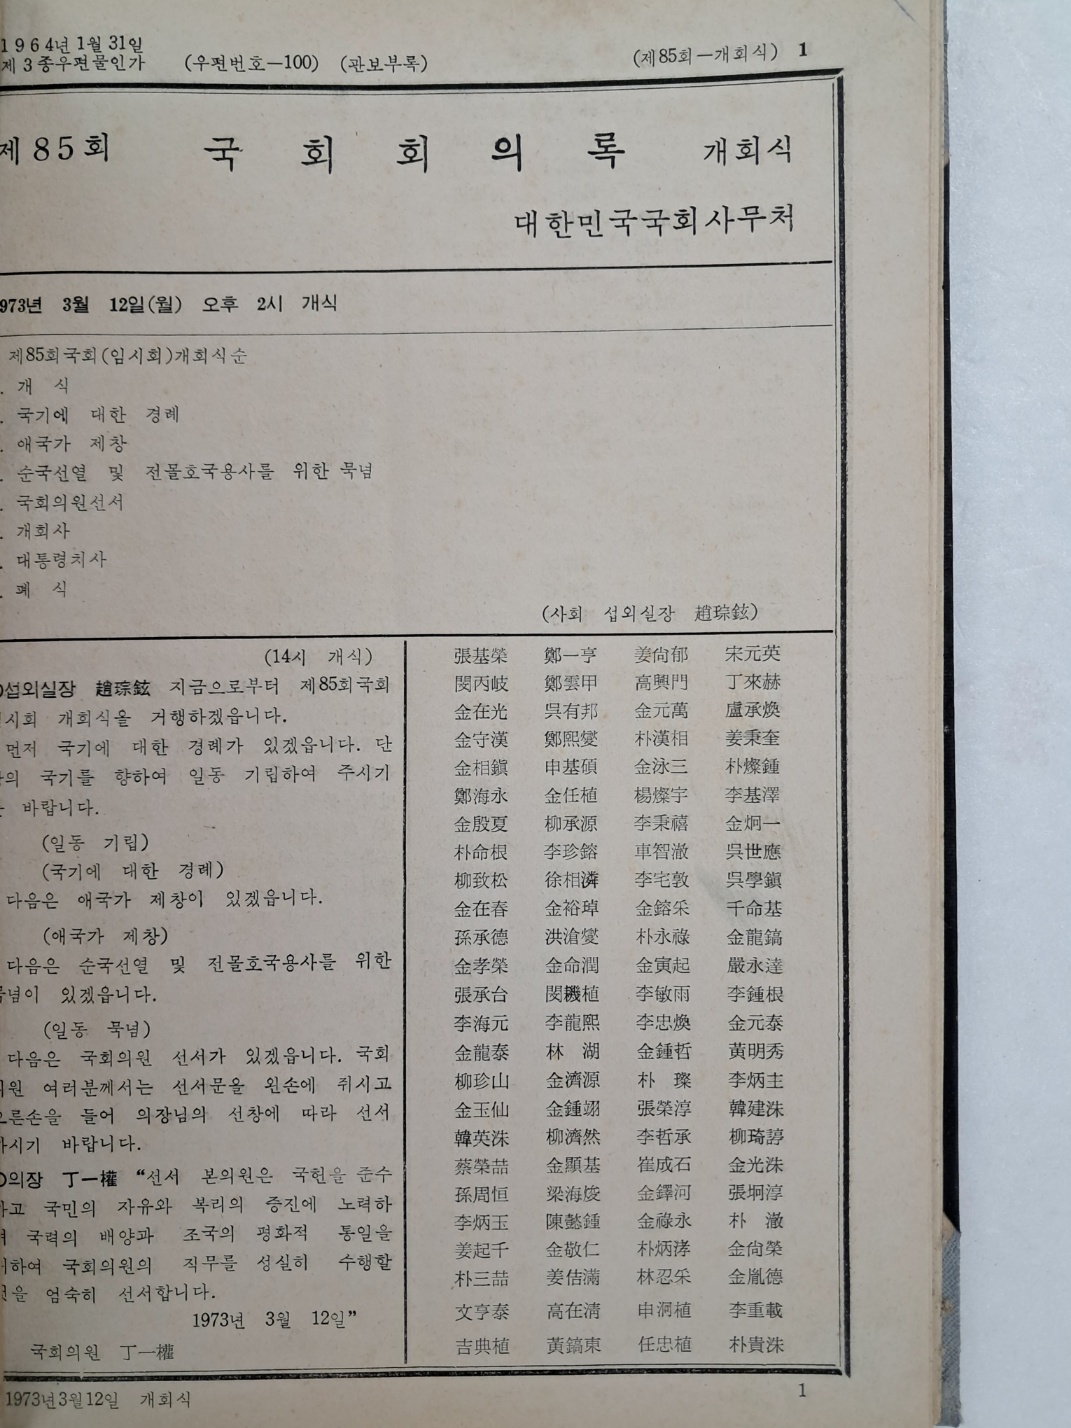 1964년 1월 31일
제3종우편물인가 (우편번호—100) (관보부록) (제85회—개회식) 1
제85회 국회회의록 개회식
대한민국국회사무처
973년 3월 12일(월) 오후 2시 개식
제85회국회(임시회)개회식순
. 개 식
. 국기에 대한 경례
. 애국가 제창
. 순국선열 및 전몰호국용사를 위한 묵념
. 국회의원선서
. 개회사
. 대통령치사
. 폐 식
(사회 섭외실장 趙琮鉉)
(14시 개식)
○섭외실장 趙琮鉉 지금으로부터 제85회국회
시회 개회식을 거행하겠읍니다.
먼저 국기에 대한 경례가 있겠읍니다. 단
의 국기를 향하여 일동 기립하여 주시기
바랍니다.
(일동 기립)
(국기에 대한 경례)
다음은 애국가 제창이 있겠읍니다.
(애국가 제창)
다음은 순국선열 및 전몰호국용사를 위한
묵념이 있겠읍니다.
(일동 묵념)
다음은 국회의원 선서가 있겠읍니다. 국회
의원 여러분께서는 선서문을 왼손에 쥐시고
오른손을 들어 의장님의 선창에 따라 선서
하시기 바랍니다.
○의장 丁一權 “선서 본의원은 국헌을 준수
하고 국민의 자유와 복리의 증진에 노력하
며 국력의 배양과 조국의 평화적 통일을
위하여 국회의원의 직무를 성실히 수행할
것을 엄숙히 선서합니다.
1973년 3월 12일”
국회의원 丁一權
張基榮 鄭一亨 姜尙郁 宋元英
閔丙岐 鄭雲甲 高興門 丁來赫
金在光 吳有邦 金元萬 盧承煥
金守漢 鄭熙燮 朴漢相 姜秉奎
金相鎭 申基碩 金泳三 朴燦鍾
鄭海永 金任植 楊燦宇 李基澤
金殷夏 柳承源 李秉禧 金炯一
朴命根 李珍鎔 車智澈 吳世應
柳致松 徐相潾 李宅敦 吳學鎭
金在春 金裕琸 金鎔采 千命基
孫承德 洪滄燮 朴永祿 金龍鎬
金孝榮 金命潤 金寅起 嚴永達
張承台 閔機植 李敏雨 李鍾根
李海元 李龍熙 李忠煥 金元泰
金龍泰 林 湖 金鍾哲 黃明秀
柳珍山 金濟源 朴 璨 李炳主
金玉仙 金鍾翊 張榮淳 韓建洙
韓英洙 柳濟然 李哲承 柳琦諄
蔡榮喆 金顯基 崔成石 金光洙
孫周恒 梁海焌 金鐸河 張坰淳
李炳玉 陳懿鍾 金祿永 朴 澈
姜起千 金敬仁 朴炳涍 金尙榮
朴三喆 姜佶滿 林忍采 金胤德
文亨泰 高在淸 申泂植 李重載
吉典植 黃鎬東 任忠植 朴貴洙
1973년3월12일 개회식 1